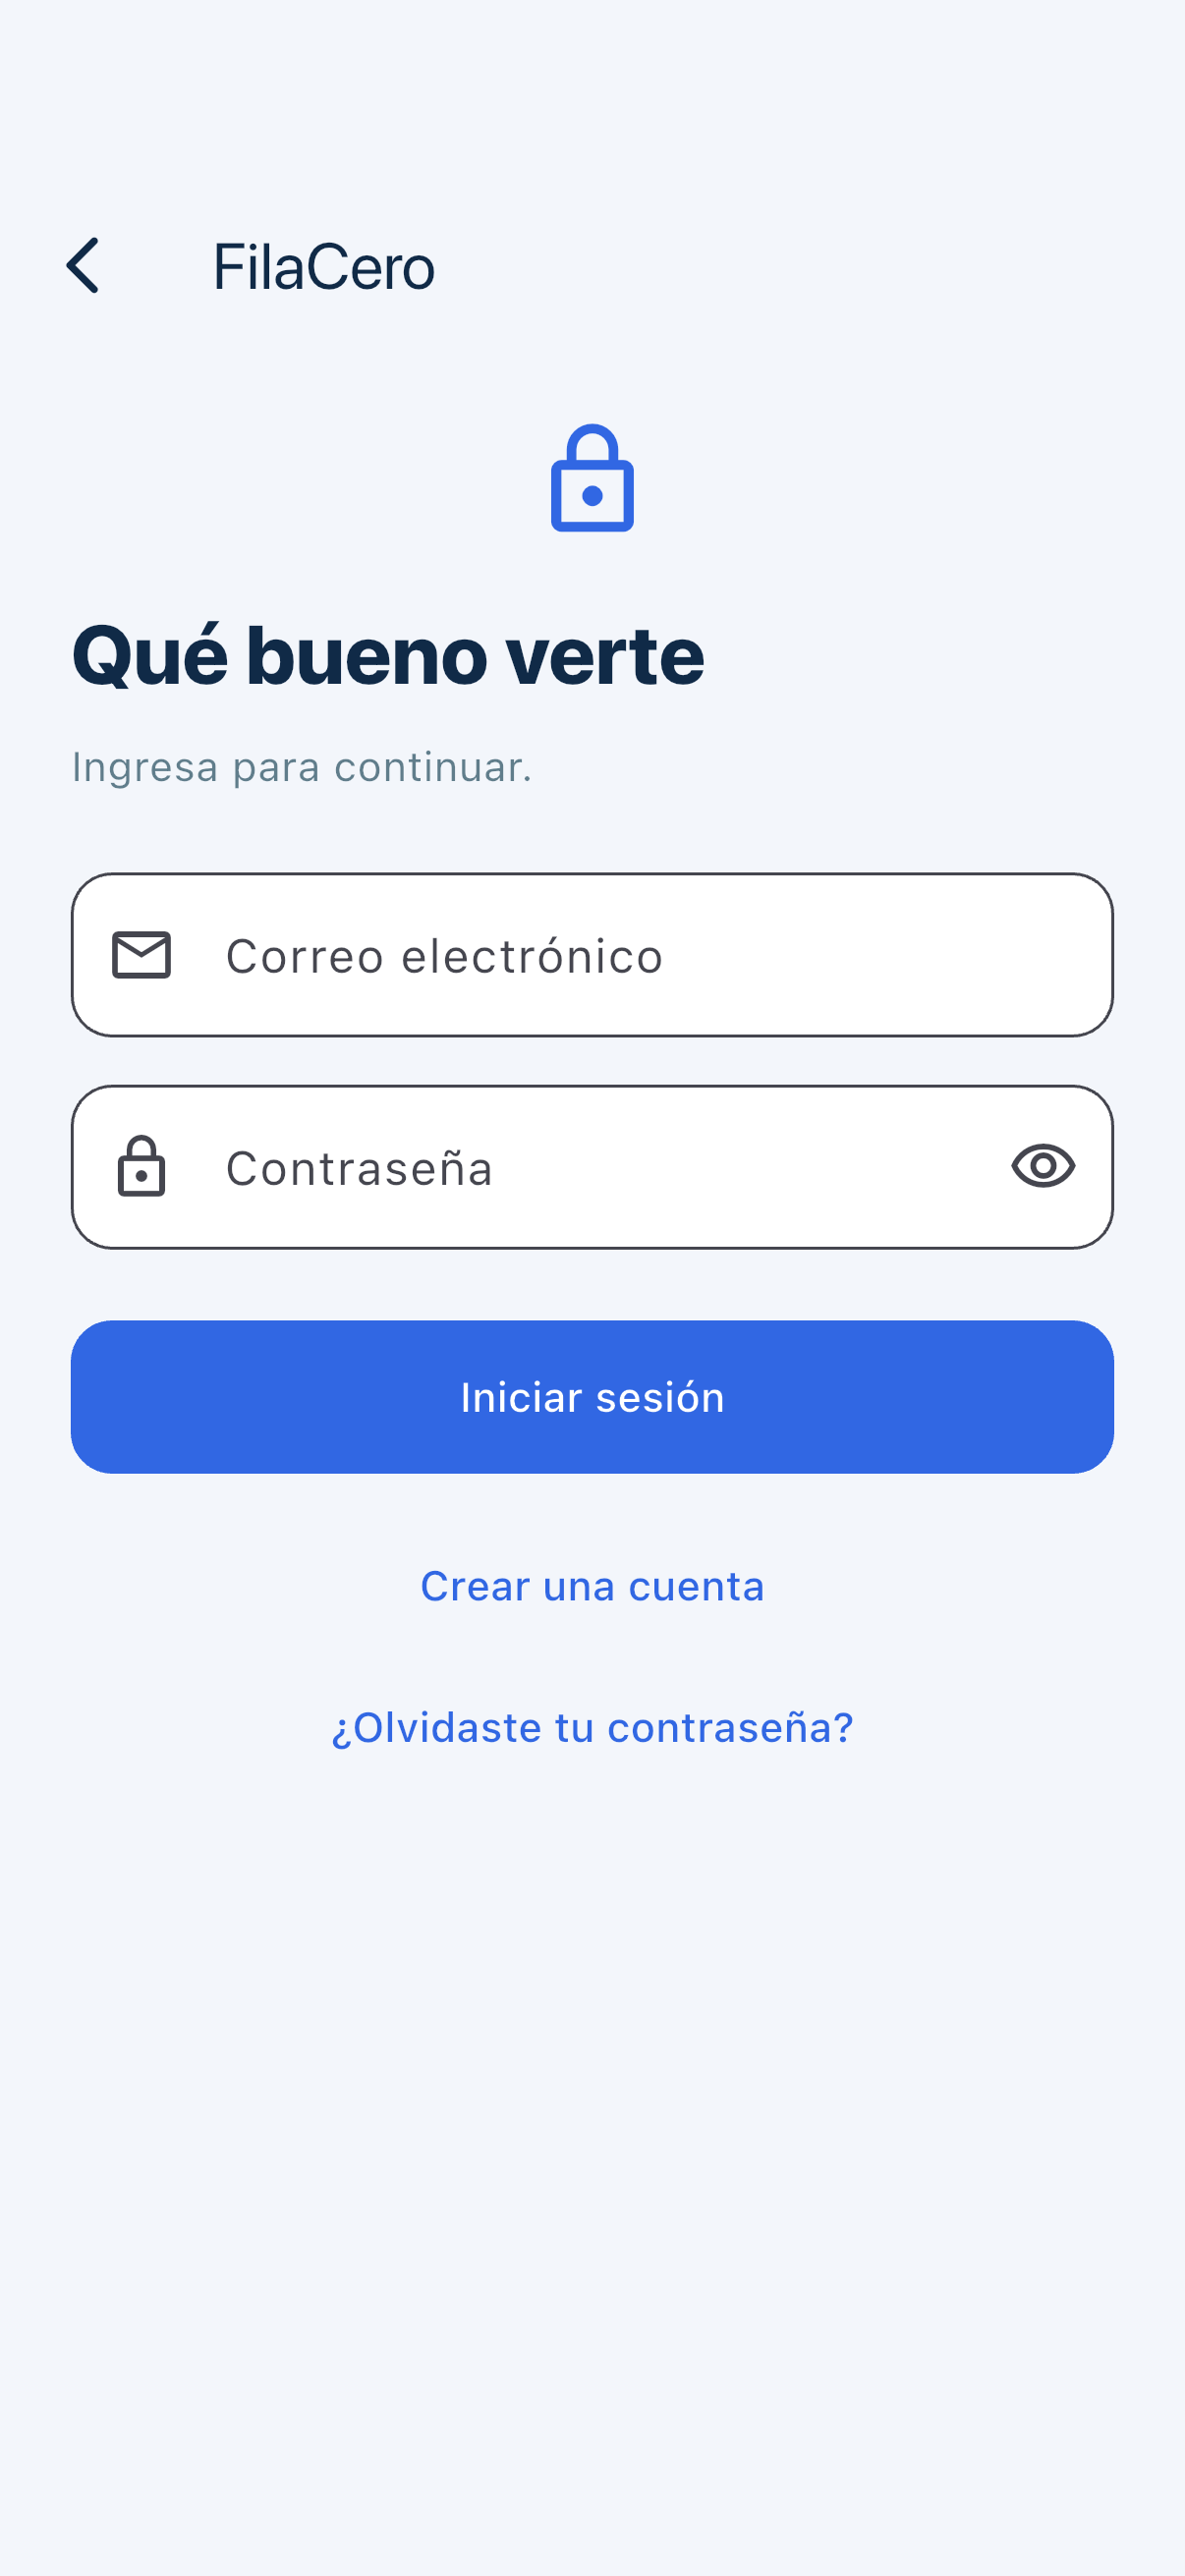 FilaCero
Qué bueno verte
Ingresa para continuar.
Correo electrónico
Contraseña
Iniciar sesión
Crear una cuenta
¿Olvidaste tu contraseña?